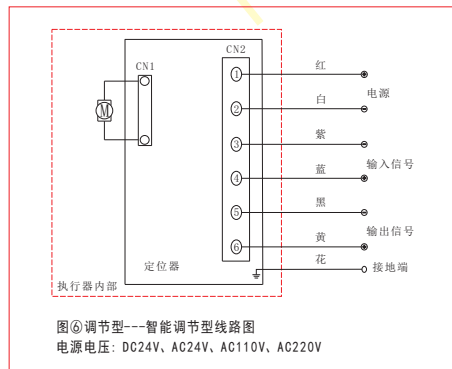 CN2
CN1
M
① 红 ⊕
电源
② 白 ⊖
③ 紫 ⊖
输入信号
④ 蓝 ⊕
⑤ 黑 ⊖
输出信号
⑥ 黄 ⊕
花 接地端
定位器
执行器内部
图⑥调节型---智能调节型线路图
电源电压: DC24V、AC24V、AC110V、AC220V